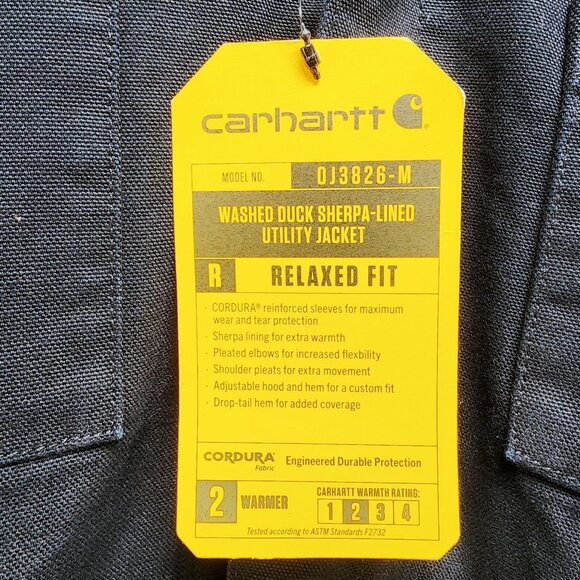 carhartt
MODEL NO. OJ3826-M
WASHED DUCK SHERPA-LINED
UTILITY JACKET
R RELAXED FIT
· CORDURA® reinforced sleeves for maximum
wear and tear protection
· Sherpa lining for extra warmth
· Pleated elbows for increased flexbility
· Shoulder pleats for extra movement
· Adjustable hood and hem for a custom fit
· Drop-tail hem for added coverage
CORDURA® Engineered Durable Protection
Fabric
2 WARMER
CARHARTT WARMTH RATING:
1 2 3 4
Tested according to ASTM Standards F2732